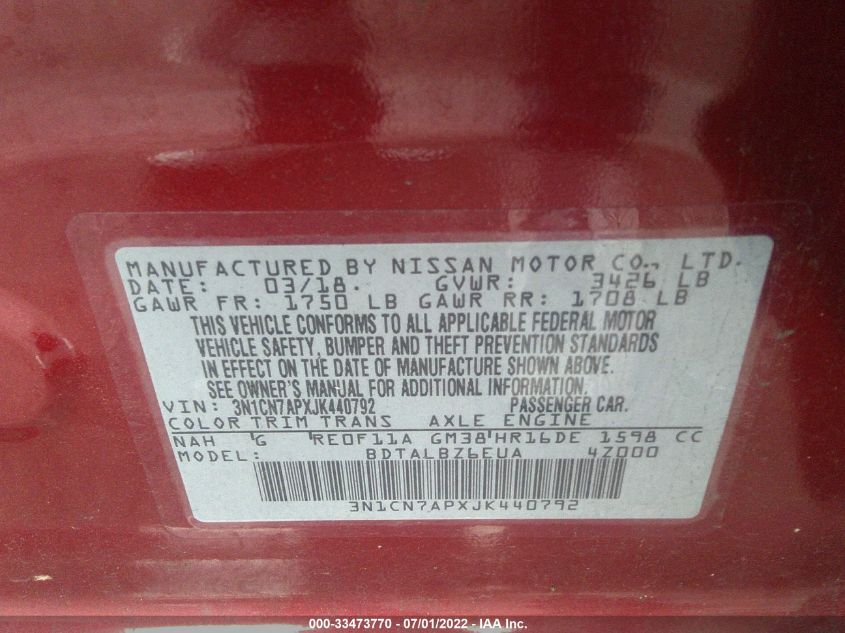 MANUFACTURED BY NISSAN MOTOR CO., LTD.
DATE: 03/18. GVWR: 3426 LB
GAWR FR: 1750 LB GAWR RR: 1708 LB
THIS VEHICLE CONFORMS TO ALL APPLICABLE FEDERAL MOTOR
VEHICLE SAFETY, BUMPER AND THEFT PREVENTION STANDARDS
IN EFFECT ON THE DATE OF MANUFACTURE SHOWN ABOVE.
SEE OWNER'S MANUAL FOR ADDITIONAL INFORMATION.
VIN: 3N1CN7APXJK440792 PASSENGER CAR.
COLOR TRIM TRANS AXLE ENGINE
NAH G RE0F11A GM38 HR16DE 1598 CC
MODEL: BDTALBZ6EUA 4Z000
3N1CN7APXJK440792
000-33473770 - 07/01/2022 - IAA Inc.